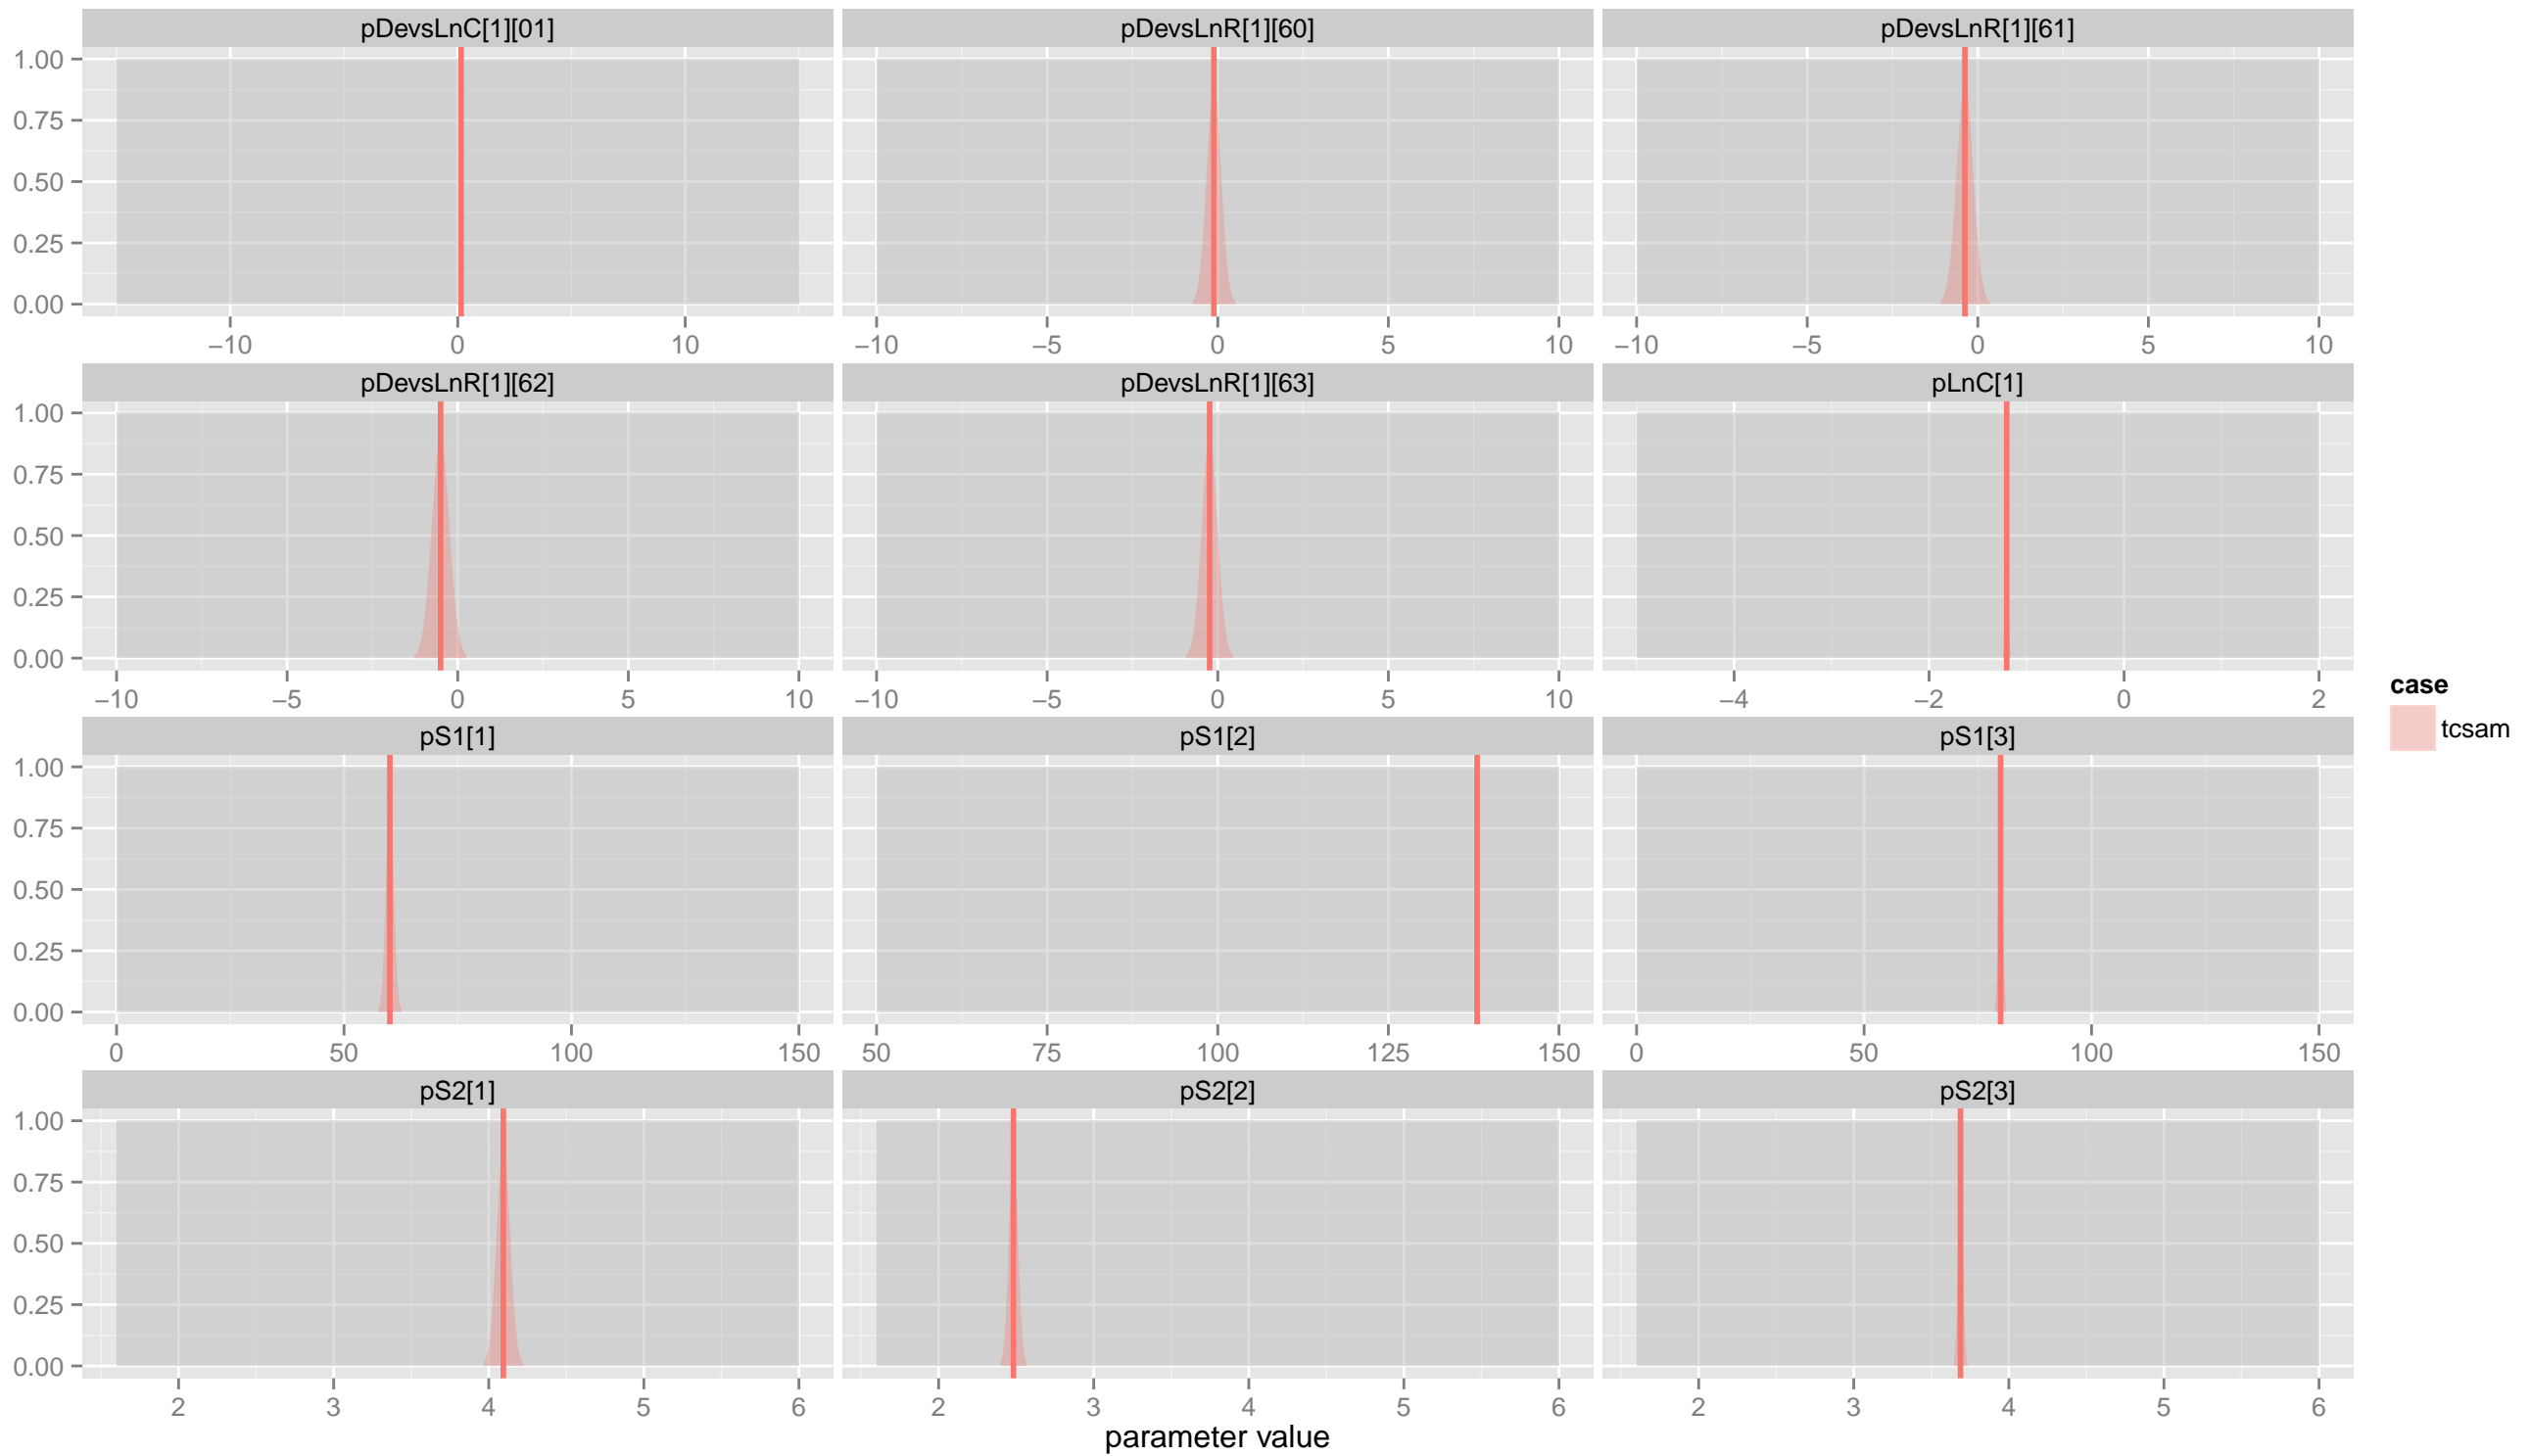 pDevsLnC[1][01] pDevsLnR[1][60] pDevsLnR[1][61]
1.00
0.75
0.50
0.25
0.00
−10 0 10 −10 −5 0 5 10 −10 −5 0 5 10
pDevsLnR[1][62] pDevsLnR[1][63] pLnC[1]
1.00
0.75
0.50
0.25
0.00
−10 −5 0 5 10 −10 −5 0 5 10 −4 −2 0 2
pS1[1] pS1[2] pS1[3]
1.00
0.75
0.50
0.25
0.00
0 50 100 150 50 75 100 125 150 0 50 100 150
pS2[1] pS2[2] pS2[3]
1.00
0.75
0.50
0.25
0.00
2 3 4 5 6 2 3 4 5 6 2 3 4 5 6
parameter value
case
tcsam